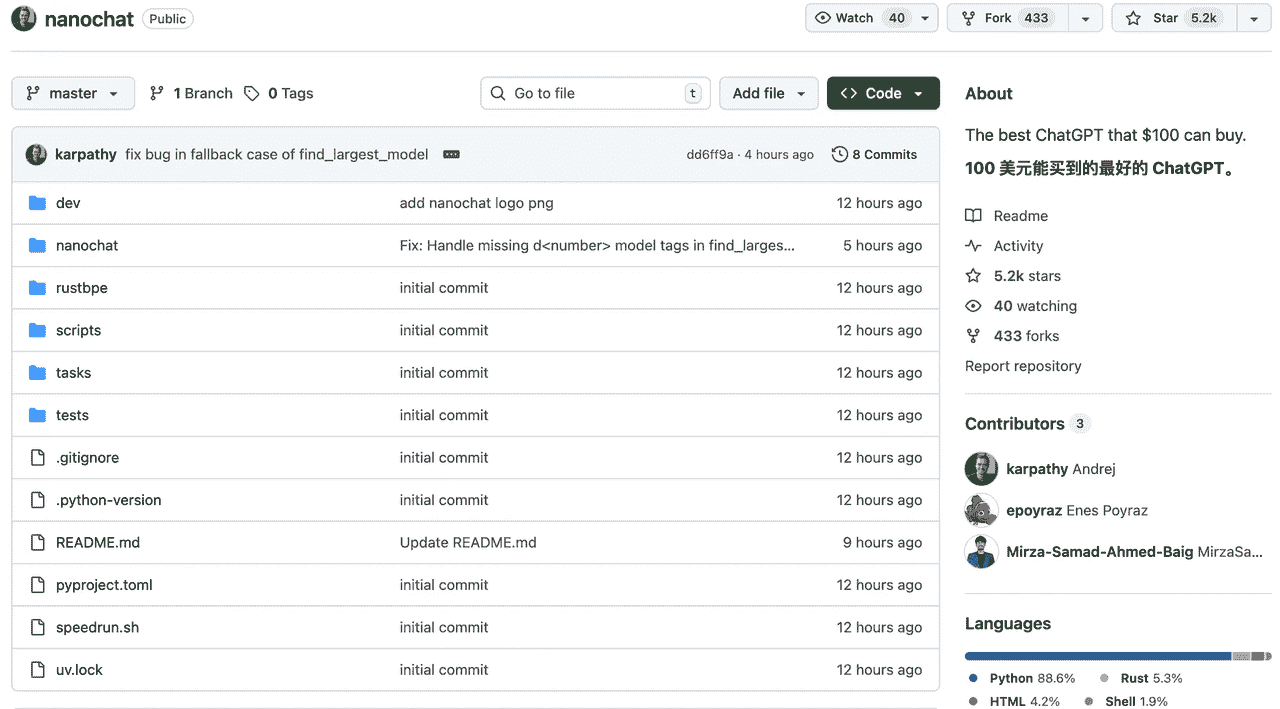 nanochat Public Watch 40 Fork 433 Star 5.2k
master 1 Branch 0 Tags Go to file t Add file Code
karpathy fix bug in fallback case of find_largest_model dd6ff9a · 4 hours ago 8 Commits
dev add nanochat logo png 12 hours ago
nanochat Fix: Handle missing d<number> model tags in find_larges... 5 hours ago
rustbpe initial commit 12 hours ago
scripts initial commit 12 hours ago
tasks initial commit 12 hours ago
tests initial commit 12 hours ago
.gitignore initial commit 12 hours ago
.python-version initial commit 12 hours ago
README.md Update README.md 9 hours ago
pyproject.toml initial commit 12 hours ago
speedrun.sh initial commit 12 hours ago
uv.lock initial commit 12 hours ago
About
The best ChatGPT that $100 can buy.
100 美元能买到的最好的 ChatGPT。
Readme
Activity
5.2k stars
40 watching
433 forks
Report repository
Contributors 3
karpathy Andrej
epoyraz Enes Poyraz
Mirza-Samad-Ahmed-Baig MirzaSa...
Languages
Python 88.6% Rust 5.3%
HTML 4.2% Shell 1.9%